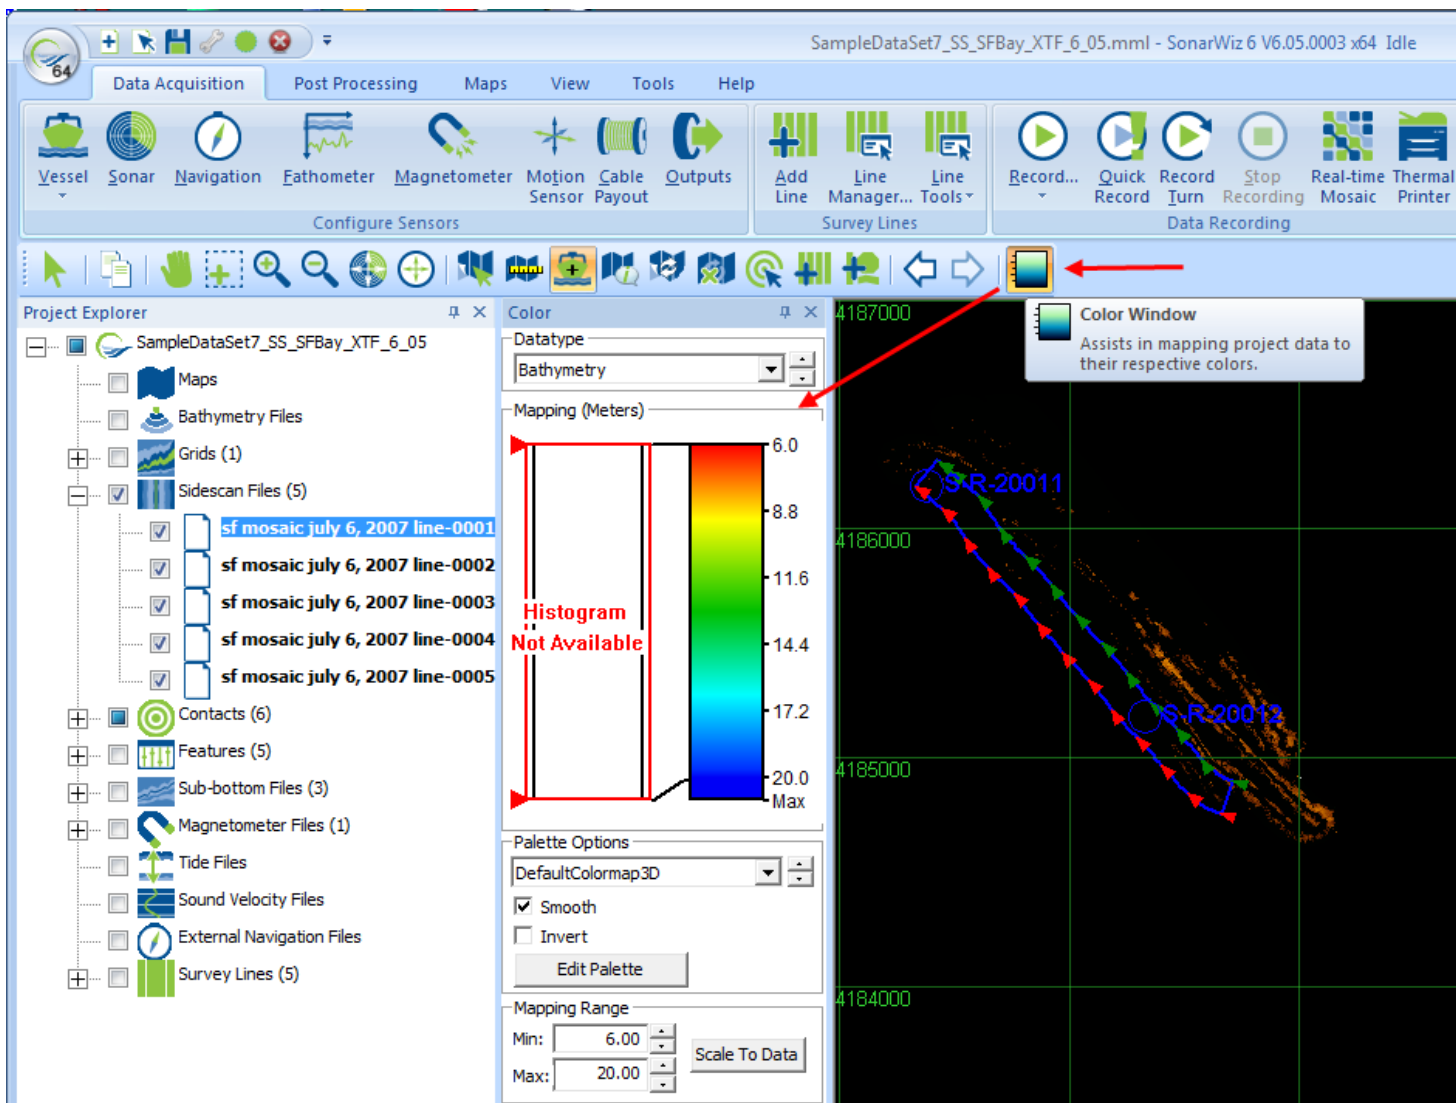 SampleDataSet7_SS_SFBay_XTF_6_05.mml - SonarWiz 6 V6.05.0003 x64 Idle
64
Data Acquisition
Post Processing
Maps
View
Tools
Help
Vessel
Sonar
Navigation
Fathometer
Magnetometer
Motion
Sensor
Cable
Payout
Outputs
Configure Sensors
Add
Line
Line
Manager...
Line
Tools
Survey Lines
Record...
Quick
Record
Record
Turn
Stop
Recording
Real-time
Mosaic
Thermal
Printer
Data Recording
Project Explorer
SampleDataSet7_SS_SFBay_XTF_6_05
Maps
Bathymetry Files
Grids (1)
Sidescan Files (5)
sf mosaic july 6, 2007 line-0001
sf mosaic july 6, 2007 line-0002
sf mosaic july 6, 2007 line-0003
sf mosaic july 6, 2007 line-0004
sf mosaic july 6, 2007 line-0005
Contacts (6)
Features (5)
Sub-bottom Files (3)
Magnetometer Files (1)
Tide Files
Sound Velocity Files
External Navigation Files
Survey Lines (5)
Color
Datatype
Bathymetry
Mapping (Meters)
Histogram
Not Available
6.0
8.8
11.6
14.4
17.2
20.0
Max
Palette Options
DefaultColormap3D
Smooth
Invert
Edit Palette
Mapping Range
Min:
6.00
Max:
20.00
Scale To Data
Color Window
Assists in mapping project data to
their respective colors.
4187000
4186000
4185000
4184000
S-R-20011
S-R-20012